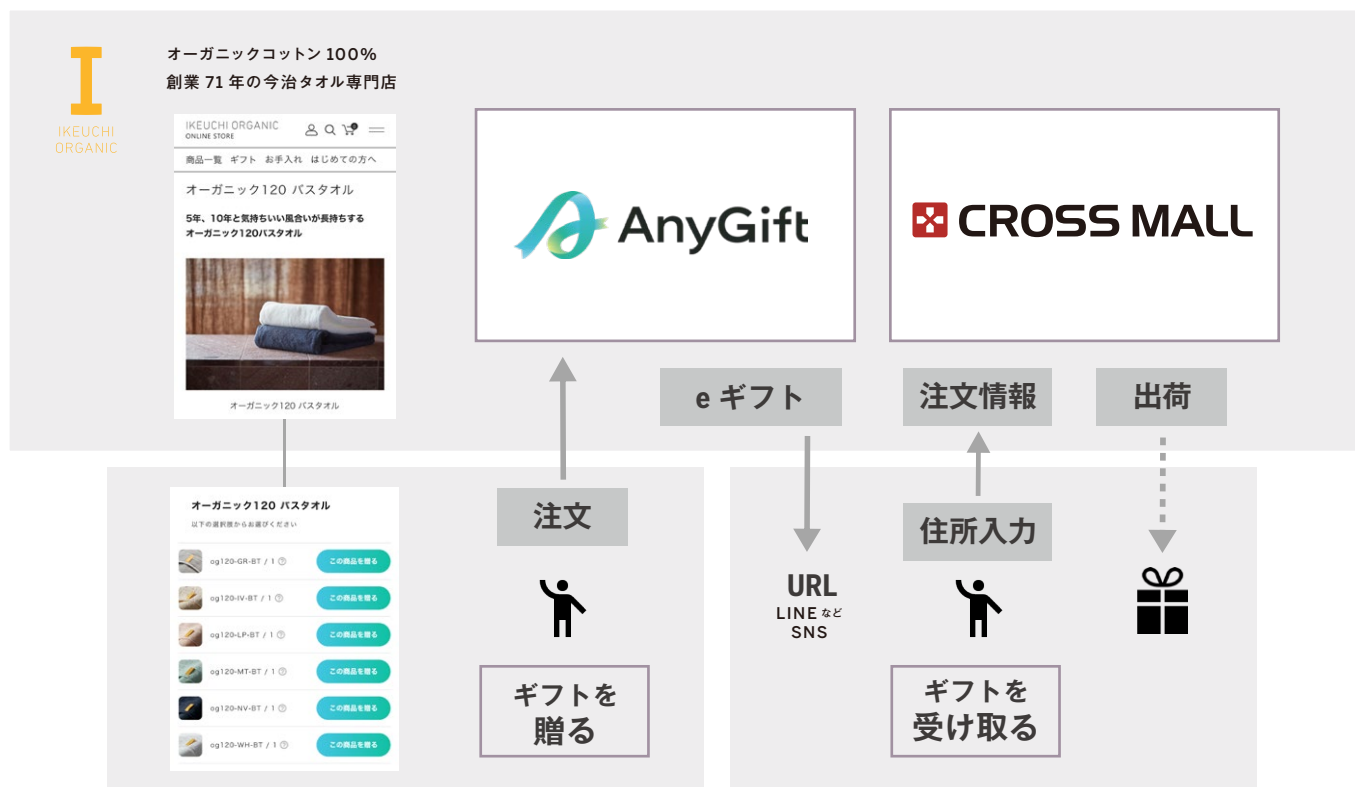 IKEUCHI
ORGANIC
オーガニックコットン 100%
創業 71 年の今治タオル専門店
IKEUCHI ORGANIC
ONLINE STORE
商品一覧 ギフト お手入れ はじめての方へ
オーガニック120 バスタオル
5年、10年と気持ちいい風合いが長持ちする
オーガニック120バスタオル
オーガニック120 バスタオル
AnyGift
CROSS MALL
e ギフト
注文情報
出荷
オーガニック120 バスタオル
以下の選択肢からお選びください
og120-GR-BT / 1 ? この商品を贈る
og120-IV-BT / 1 ? この商品を贈る
og120-LP-BT / 1 ? この商品を贈る
og120-MT-BT / 1 ? この商品を贈る
og120-NV-BT / 1 ? この商品を贈る
og120-WH-BT / 1 ? この商品を贈る
注文
ギフトを
贈る
URL
LINE など
SNS
住所入力
ギフトを
受け取る